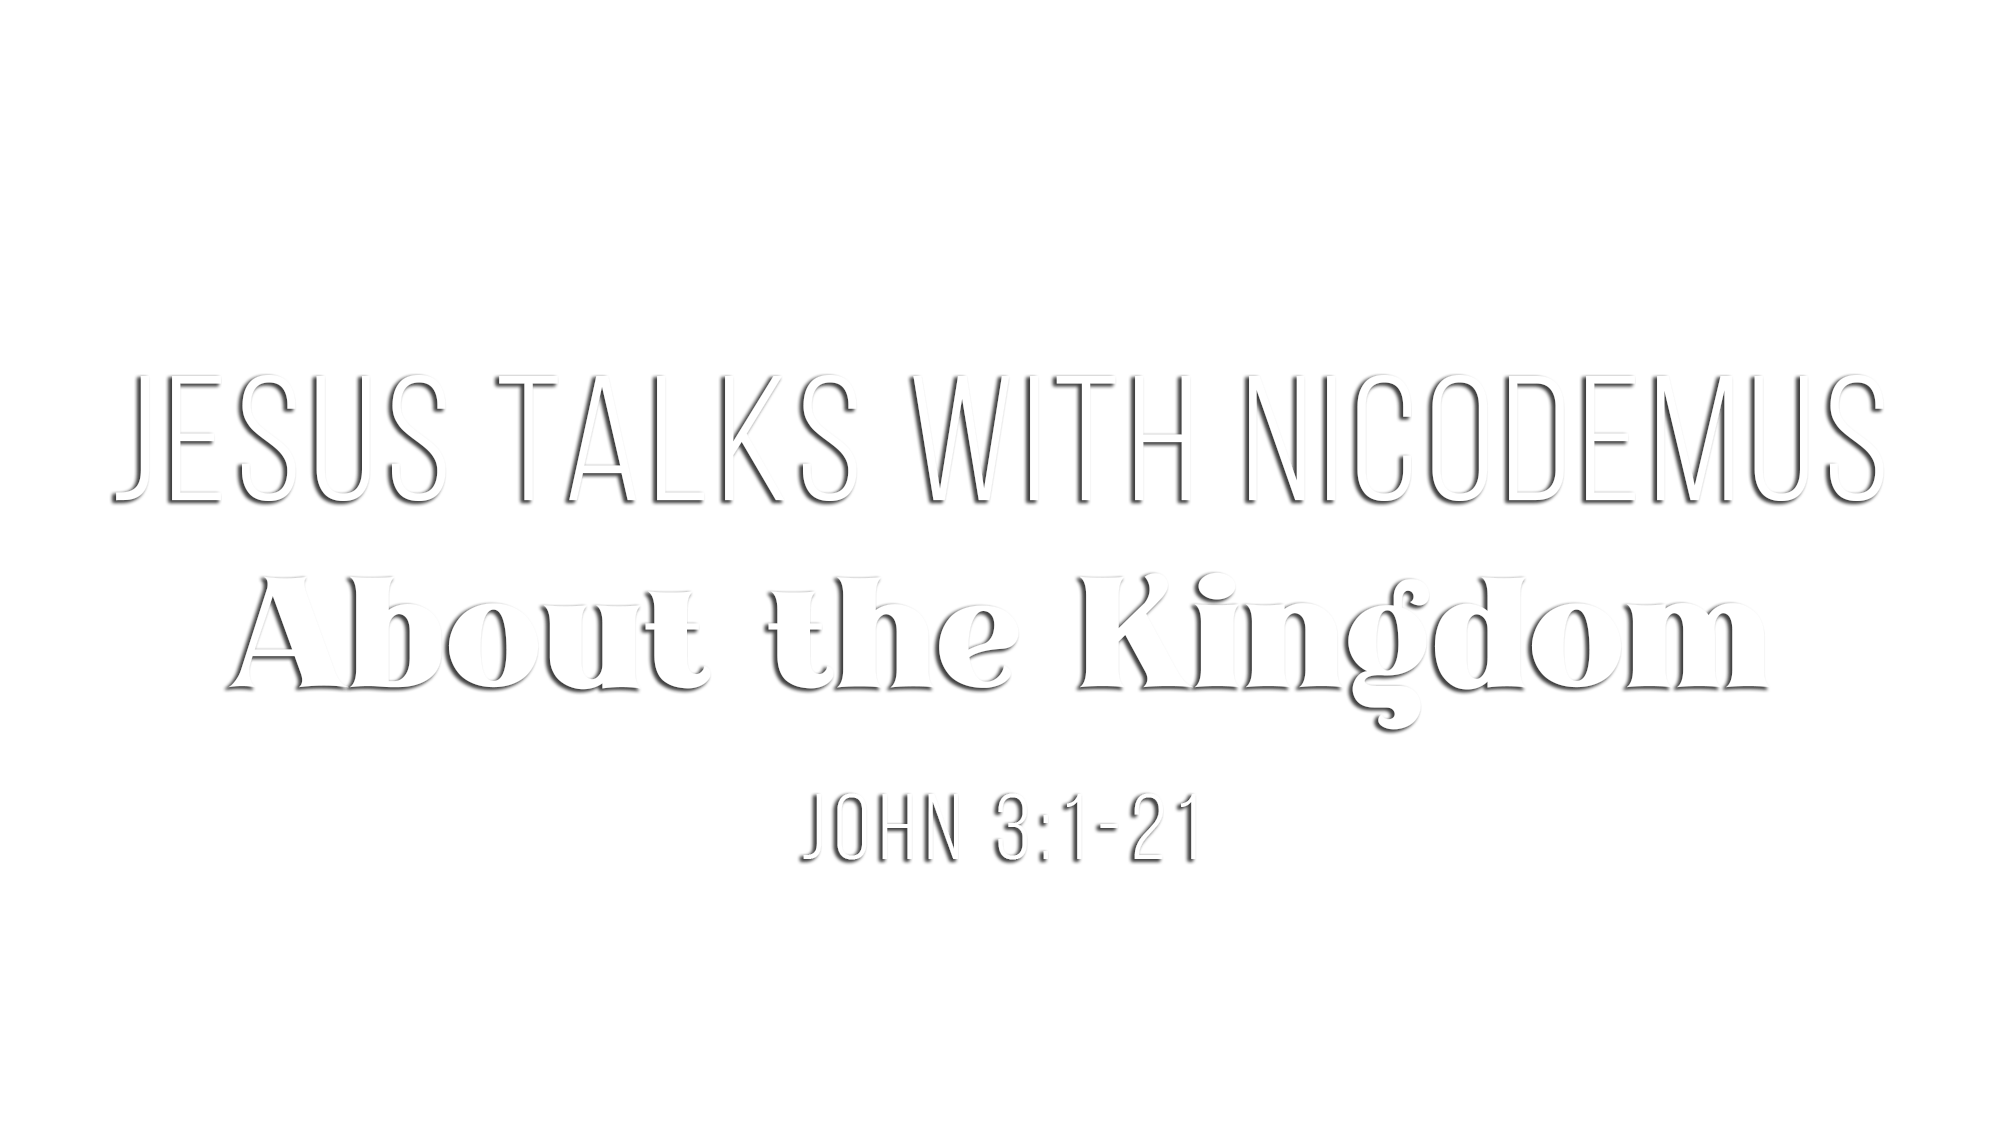 JESUS TALKS WITH NICODEMUS
About the Kingdom
JOHN 3:1-21